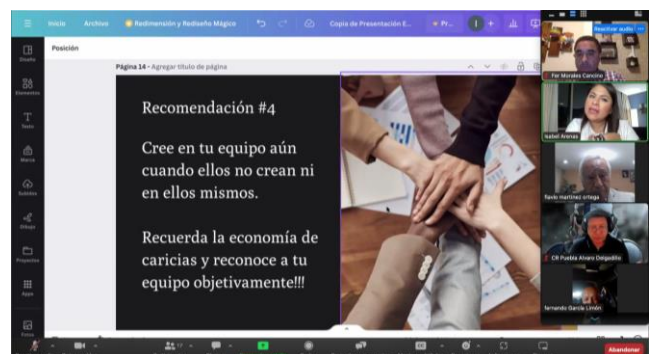 Inicio
Archivo
Redimensión y Rediseño Mágico
Copia de Presentación E...
Pr...
I
Reactivar audio
Posición
Página 14 - Agregar título de página
Diseño
Elementos
Texto
Marca
Subidos
Dibujo
Proyectos
Apps
Fotos
Recomendación #4
Cree en tu equipo aún
cuando ellos no crean ni
en ellos mismos.
Recuerda la economía de
caricias y reconoce a tu
equipo objetivamente!!!
Fer Morales Cancino
Isabel Arenas
flavio martinez ortega
CR Puebla Alvaro Delgadillo
fernando García Limón
Abandonar